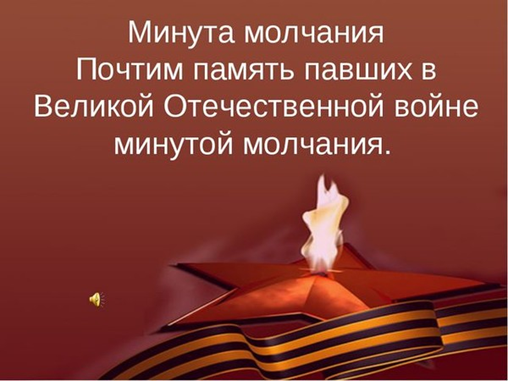 Минута молчания
Почтим память павших в
Великой Отечественной войне
минутой молчания.